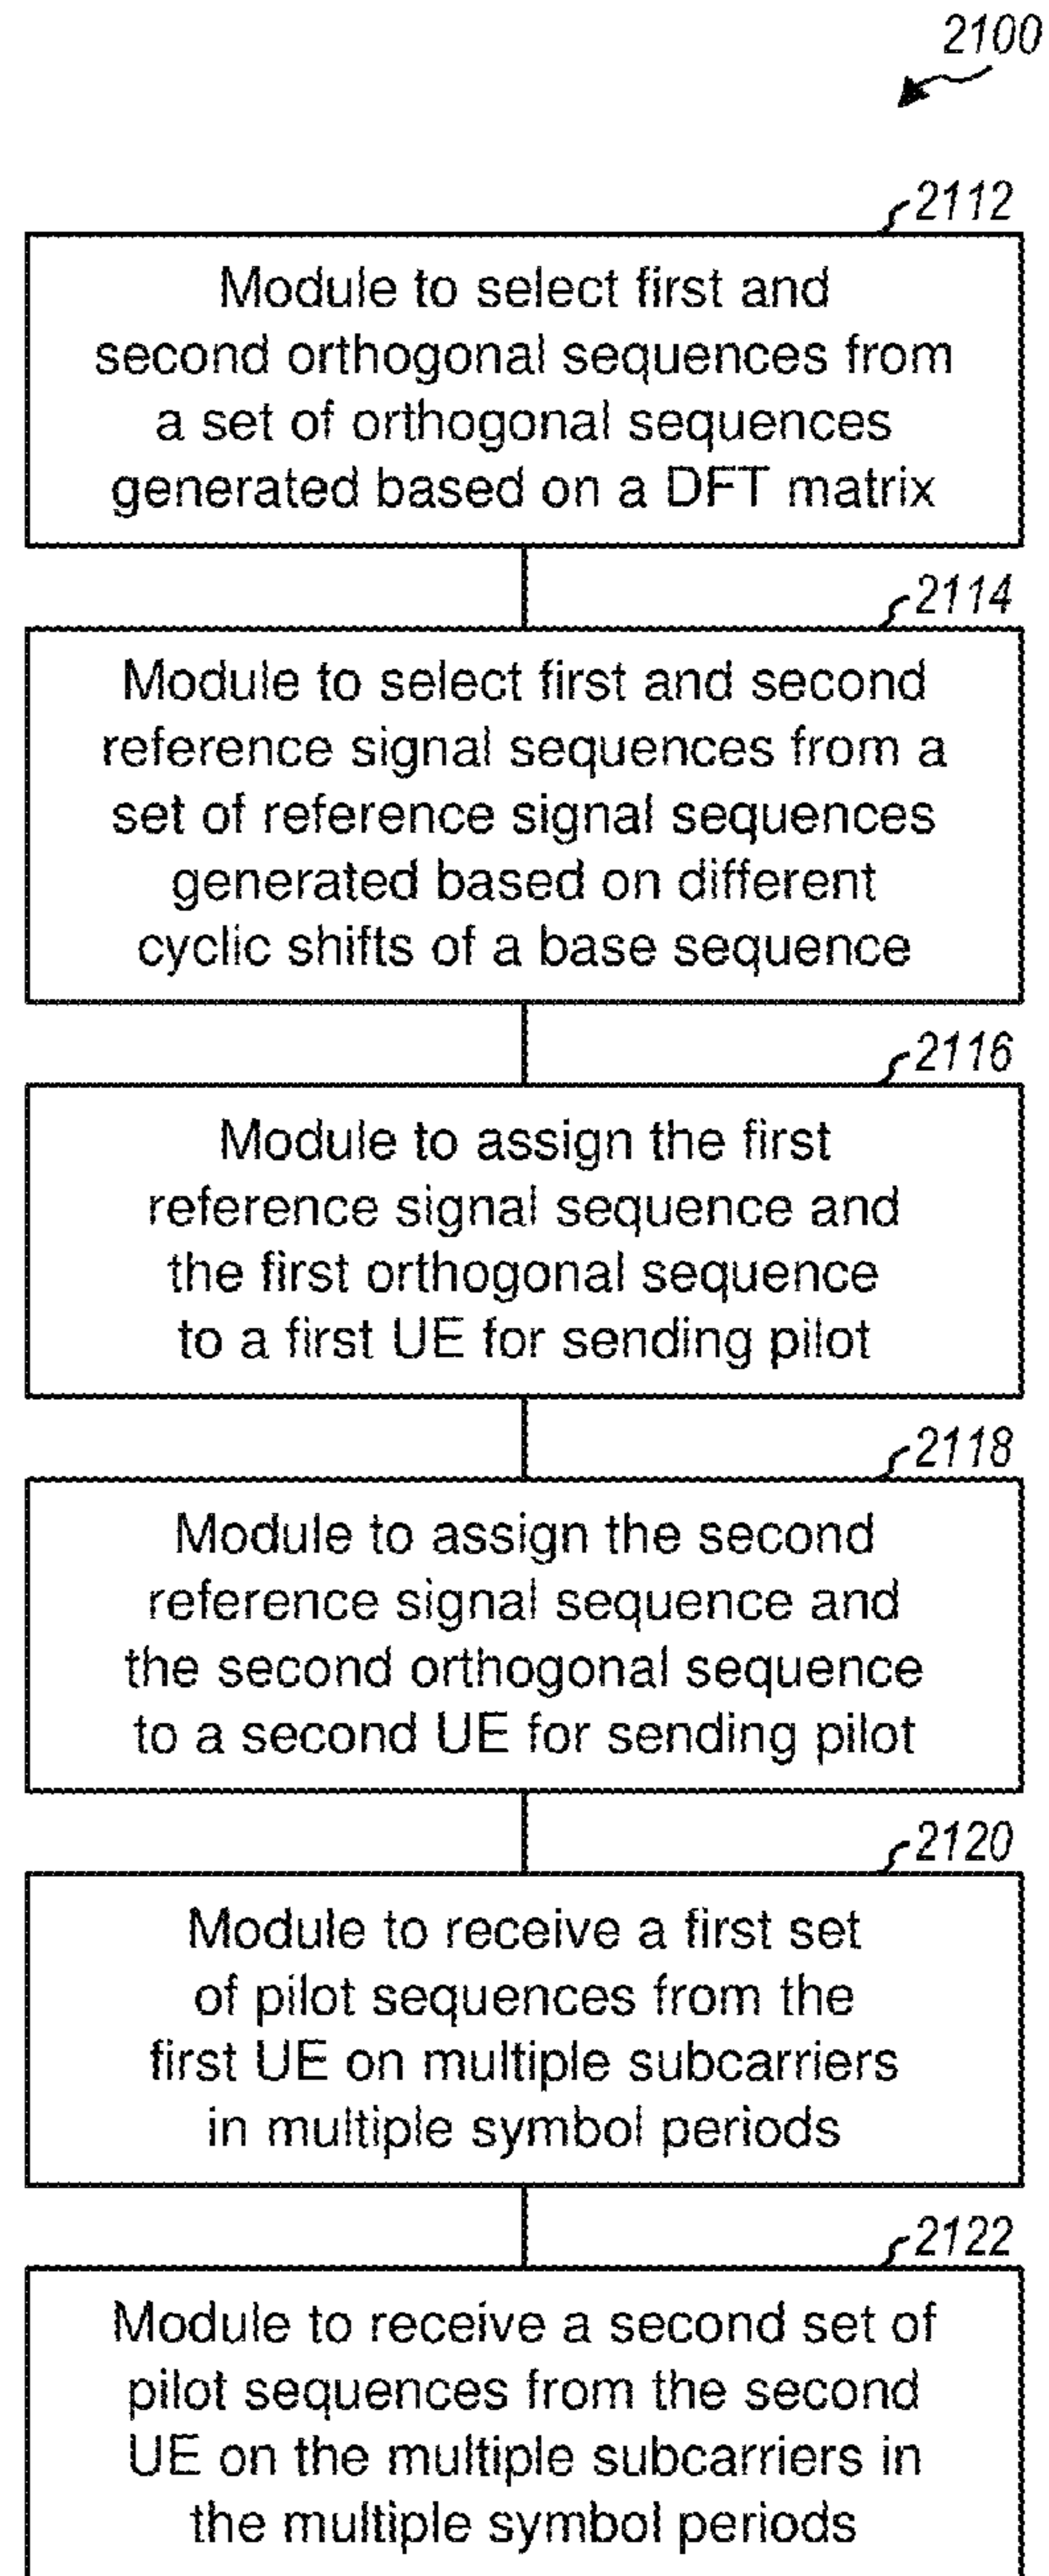 2100
2112
Module to select first and
second orthogonal sequences from
a set of orthogonal sequences
generated based on a DFT matrix
2114
Module to select first and second
reference signal sequences from a
set of reference signal sequences
generated based on different
cyclic shifts of a base sequence
2116
Module to assign the first
reference signal sequence and
the first orthogonal sequence
to a first UE for sending pilot
2118
Module to assign the second
reference signal sequence and
the second orthogonal sequence
to a second UE for sending pilot
2120
Module to receive a first set
of pilot sequences from the
first UE on multiple subcarriers
in multiple symbol periods
2122
Module to receive a second set of
pilot sequences from the second
UE on the multiple subcarriers in
the multiple symbol periods